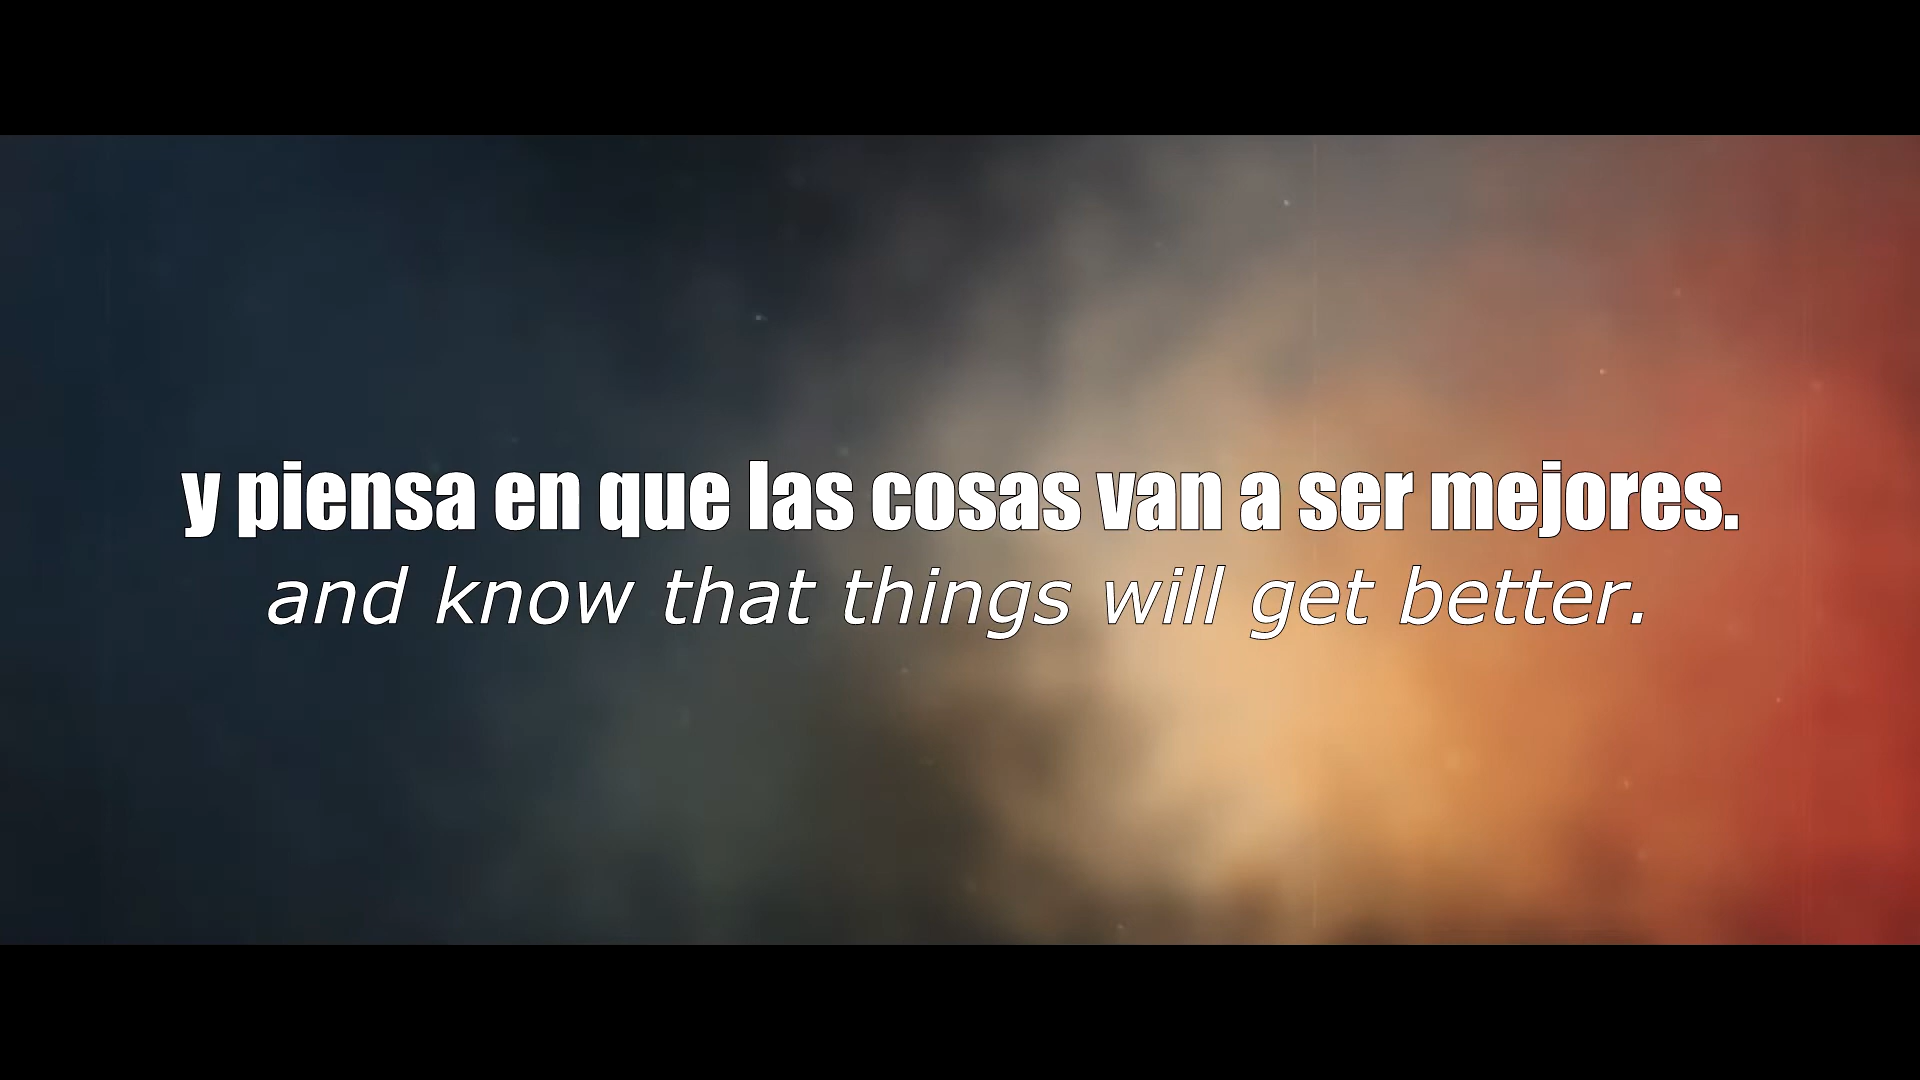 y piensa en que las cosas van a ser mejores.
and know that things will get better.